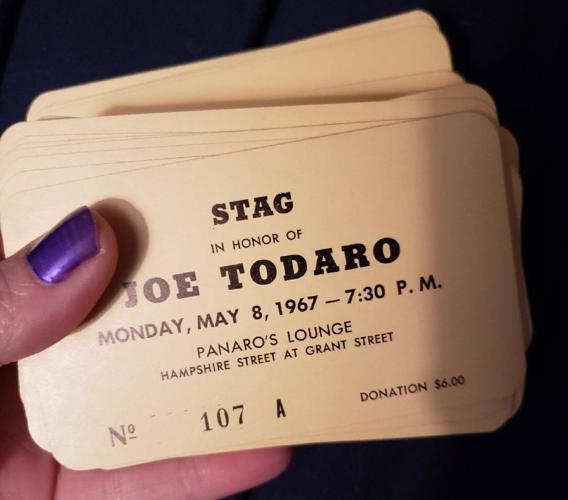 STAG
IN HONOR OF
JOE TODARO
MONDAY, MAY 8, 1967 — 7:30 P. M.
PANARO'S LOUNGE
HAMPSHIRE STREET AT GRANT STREET
DONATION $6.00
Nº 107 A